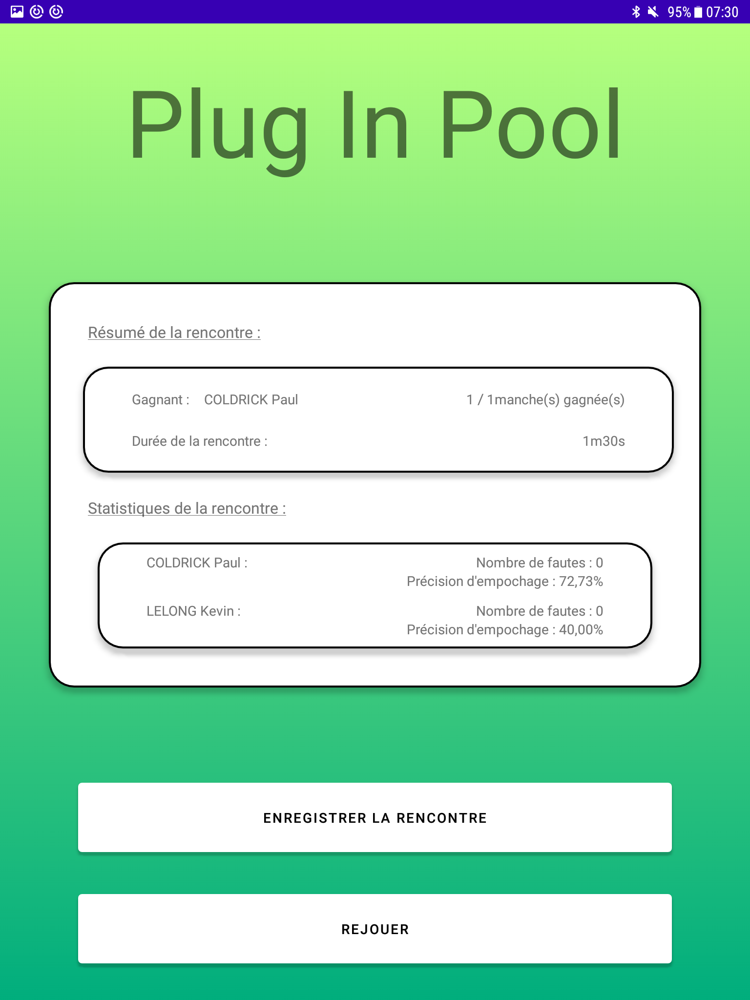 95% 07:30
Plug In Pool
Résumé de la rencontre :
Gagnant : COLDRICK Paul 1 / 1manche(s) gagnée(s)
Durée de la rencontre : 1m30s
Statistiques de la rencontre :
COLDRICK Paul : Nombre de fautes : 0
Précision d'empochage : 72,73%
LELONG Kevin : Nombre de fautes : 0
Précision d'empochage : 40,00%
ENREGISTRER LA RENCONTRE
REJOUER